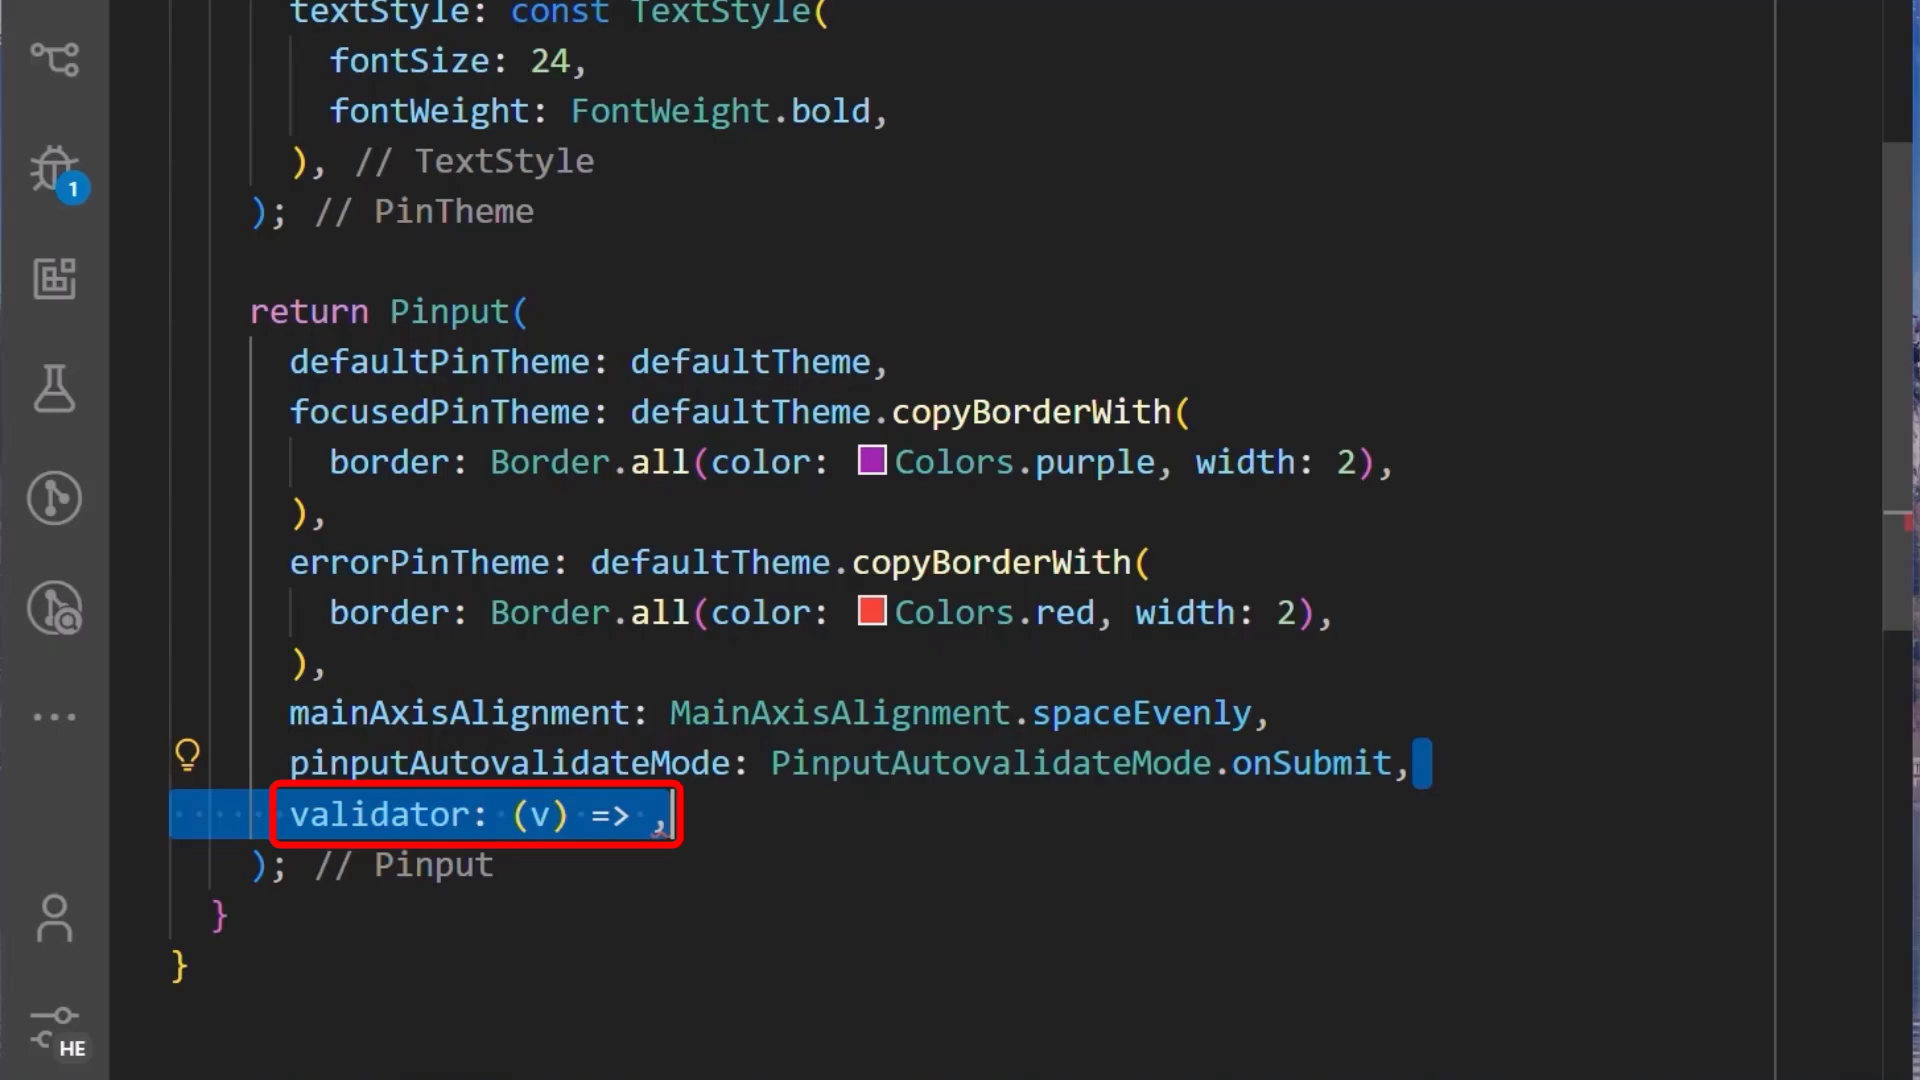 textStyle: const TextStyle(
fontSize: 24,
fontWeight: FontWeight.bold,
), // TextStyle
); // PinTheme
return Pinput(
defaultPinTheme: defaultTheme,
focusedPinTheme: defaultTheme.copyBorderWith(
border: Border.all(color: Colors.purple, width: 2),
),
errorPinTheme: defaultTheme.copyBorderWith(
border: Border.all(color: Colors.red, width: 2),
),
mainAxisAlignment: MainAxisAlignment.spaceEvenly,
pinputAutovalidateMode: PinputAutovalidateMode.onSubmit,
validator: (v) => ,
); // Pinput
}
}
1
HE